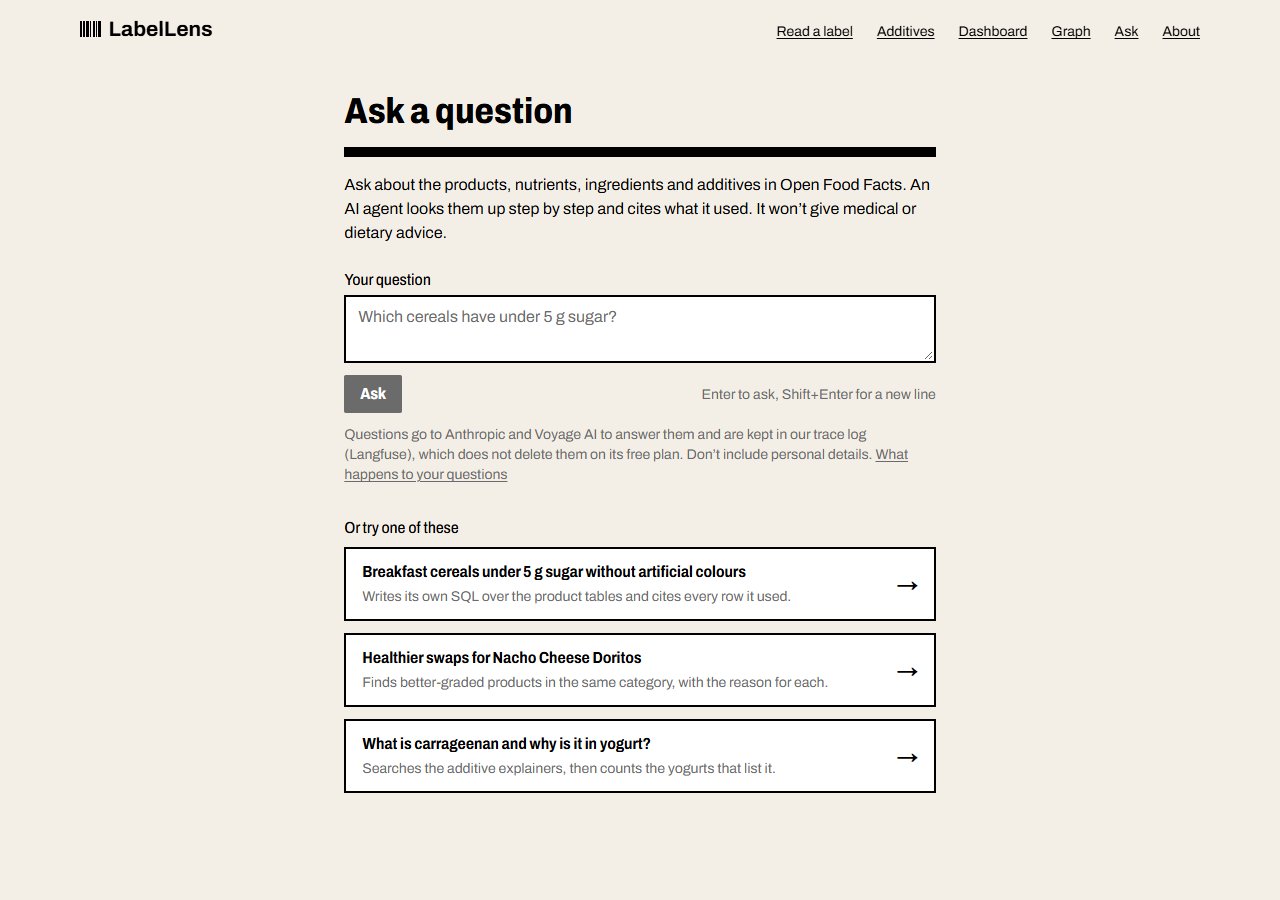 LabelLens
Read a label Additives Dashboard Graph Ask About
Ask a question
Ask about the products, nutrients, ingredients and additives in Open Food Facts. An
AI agent looks them up step by step and cites what it used. It won’t give medical or
dietary advice.
Your question
Which cereals have under 5 g sugar?
Ask
Enter to ask, Shift+Enter for a new line
Questions go to Anthropic and Voyage AI to answer them and are kept in our trace log
(Langfuse), which does not delete them on its free plan. Don’t include personal details. What
happens to your questions
Or try one of these
Breakfast cereals under 5 g sugar without artificial colours
Writes its own SQL over the product tables and cites every row it used.
→
Healthier swaps for Nacho Cheese Doritos
Finds better-graded products in the same category, with the reason for each.
→
What is carrageenan and why is it in yogurt?
Searches the additive explainers, then counts the yogurts that list it.
→